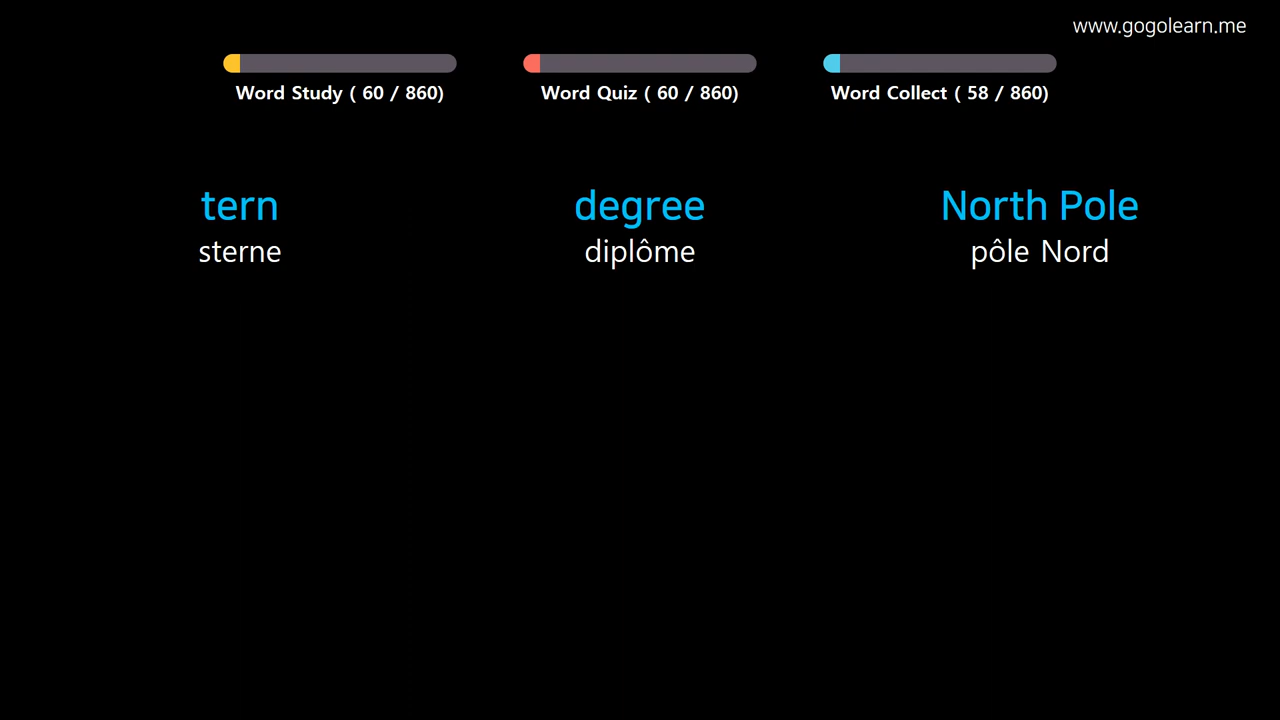 www.gogolearn.me
Word Study ( 60 / 860)
Word Quiz ( 60 / 860)
Word Collect ( 58 / 860)
tern
sterne
degree
diplôme
North Pole
pôle Nord